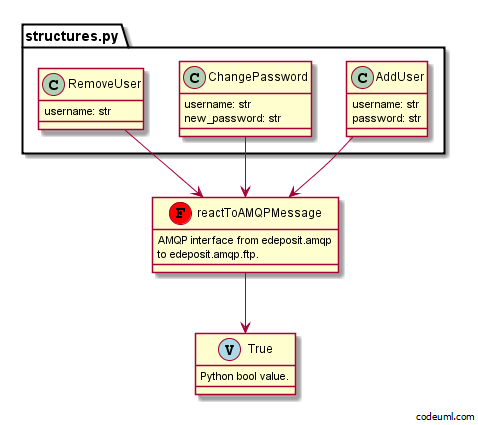 structures.py
C RemoveUser
username: str
C ChangePassword
username: str
new_password: str
C AddUser
username: str
password: str
F reactToAMQPMessage
AMQP interface from edeposit.amqp
to edeposit.amqp.ftp.
V True
Python bool value.
codeuml.com